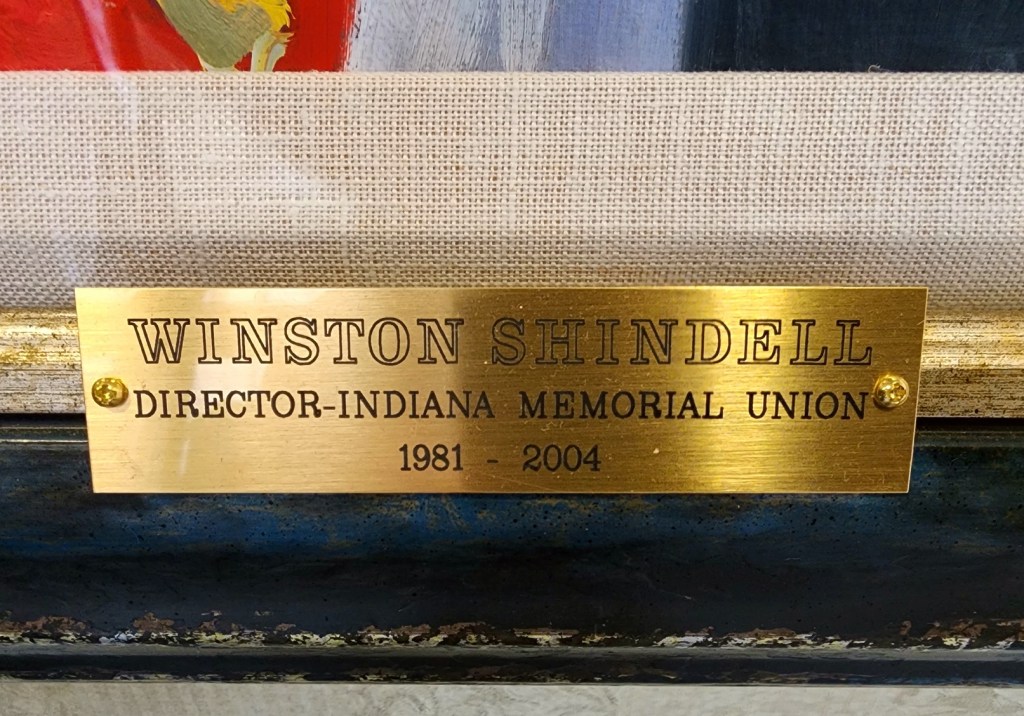 WINSTON SHINDELL
DIRECTOR-INDIANA MEMORIAL UNION
1981 - 2004